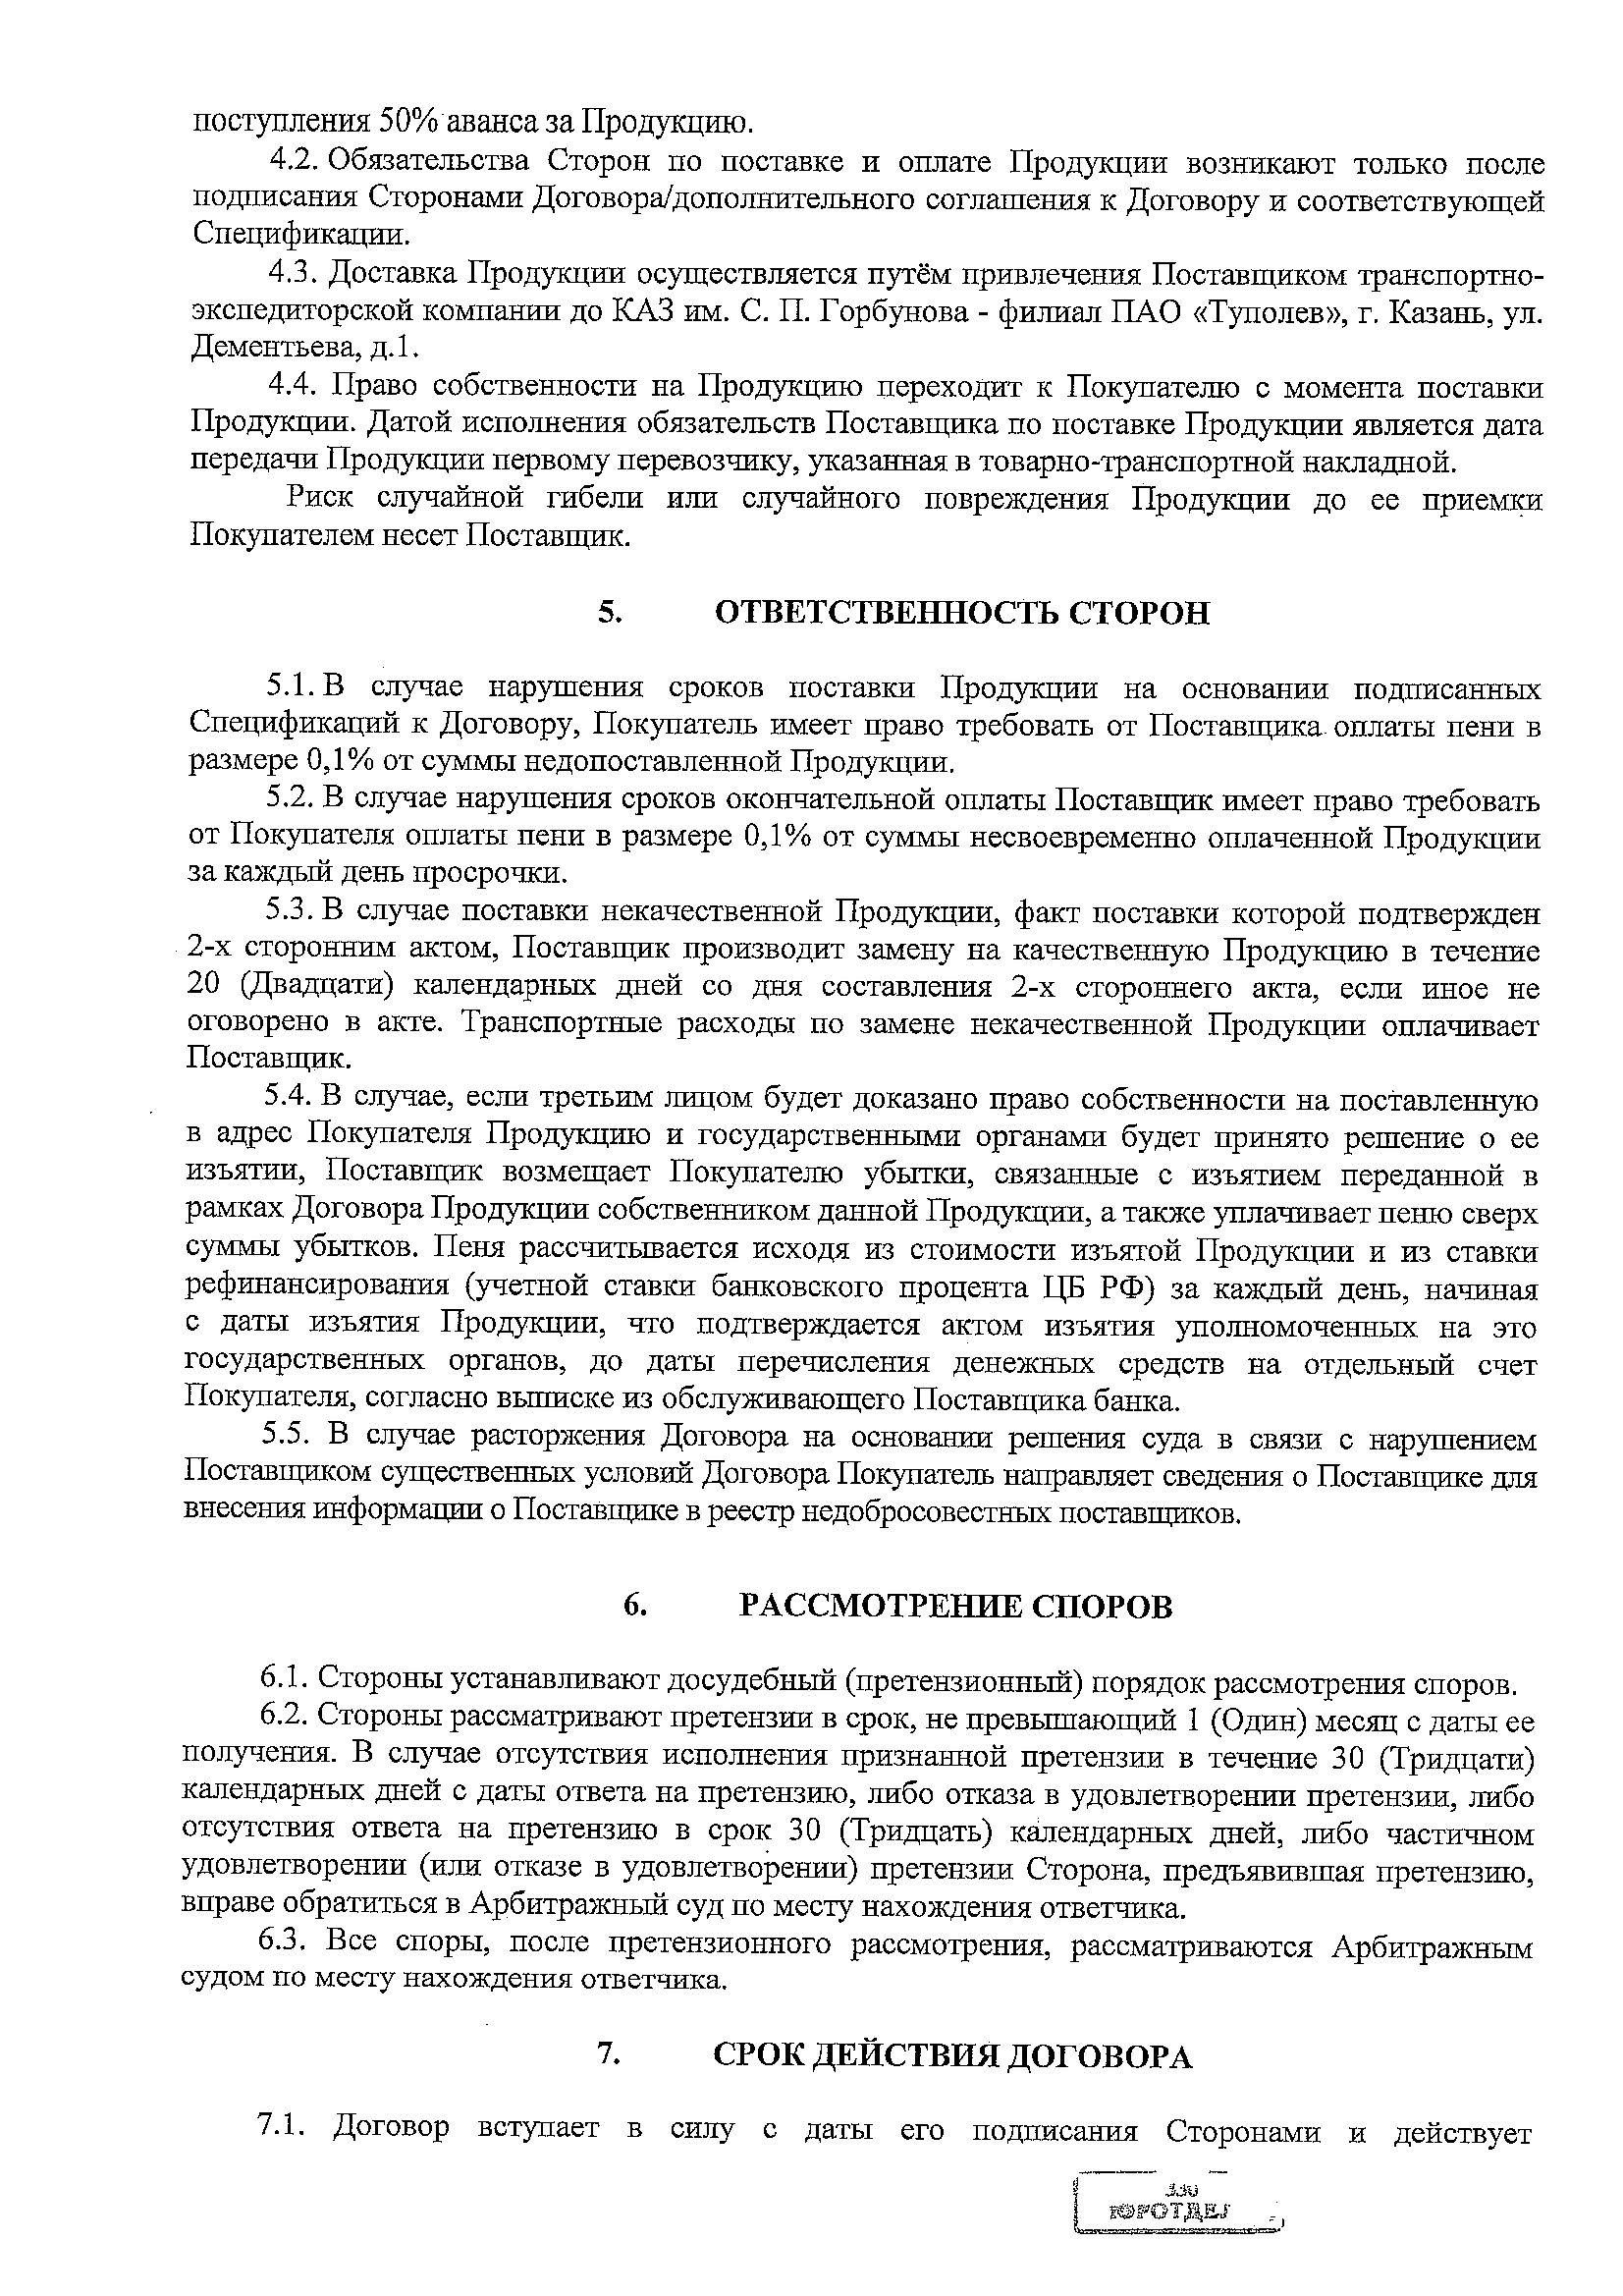 поступления 50% аванса за Продукцию.
4.2. Обязательства Сторон по поставке и оплате Продукции возникают только после
подписания Сторонами Договора/дополнительного соглашения к Договору и соответствующей
Спецификации.
4.3. Доставка Продукции осуществляется путём привлечения Поставщиком транспортно-
экспедиторской компании до КАЗ им. С. П. Горбунова - филиал ПАО «Туполев», г. Казань, ул.
Дементьева, д.1.
4.4. Право собственности на Продукцию переходит к Покупателю с момента поставки
Продукции. Датой исполнения обязательств Поставщика по поставке Продукции является дата
передачи Продукции первому перевозчику, указанная в товарно-транспортной накладной.
Риск случайной гибели или случайного повреждения Продукции до ее приемки
Покупателем несет Поставщик.
5. ОТВЕТСТВЕННОСТЬ СТОРОН
5.1. В случае нарушения сроков поставки Продукции на основании подписанных
Спецификаций к Договору, Покупатель имеет право требовать от Поставщика оплаты пени в
размере 0,1% от суммы недопоставленной Продукции.
5.2. В случае нарушения сроков окончательной оплаты Поставщик имеет право требовать
от Покупателя оплаты пени в размере 0,1% от суммы несвоевременно оплаченной Продукции
за каждый день просрочки.
5.3. В случае поставки некачественной Продукции, факт поставки которой подтвержден
2-х сторонним актом, Поставщик производит замену на качественную Продукцию в течение
20 (Двадцати) календарных дней со дня составления 2-х стороннего акта, если иное не
оговорено в акте. Транспортные расходы по замене некачественной Продукции оплачивает
Поставщик.
5.4. В случае, если третьим лицом будет доказано право собственности на поставленную
в адрес Покупателя Продукцию и государственными органами будет принято решение о ее
изъятии, Поставщик возмещает Покупателю убытки, связанные с изъятием переданной в
рамках Договора Продукции собственником данной Продукции, а также уплачивает пеню сверх
суммы убытков. Пеня рассчитывается исходя из стоимости изъятой Продукции и из ставки
рефинансирования (учетной ставки банковского процента ЦБ РФ) за каждый день, начиная
с даты изъятия Продукции, что подтверждается актом изъятия уполномоченных на это
государственных органов, до даты перечисления денежных средств на отдельный счет
Покупателя, согласно выписке из обслуживающего Поставщика банка.
5.5. В случае расторжения Договора на основании решения суда в связи с нарушением
Поставщиком существенных условий Договора Покупатель направляет сведения о Поставщике для
внесения информации о Поставщике в реестр недобросовестных поставщиков.
6. РАССМОТРЕНИЕ СПОРОВ
6.1. Стороны устанавливают досудебный (претензионный) порядок рассмотрения споров.
6.2. Стороны рассматривают претензии в срок, не превышающий 1 (Один) месяц с даты ее
получения. В случае отсутствия исполнения признанной претензии в течение 30 (Тридцати)
календарных дней с даты ответа на претензию, либо отказа в удовлетворении претензии, либо
отсутствия ответа на претензию в срок 30 (Тридцать) календарных дней, либо частичном
удовлетворении (или отказе в удовлетворении) претензии Сторона, предъявившая претензию,
вправе обратиться в Арбитражный суд по месту нахождения ответчика.
6.3. Все споры, после претензионного рассмотрения, рассматриваются Арбитражным
судом по месту нахождения ответчика.
7. СРОК ДЕЙСТВИЯ ДОГОВОРА
7.1. Договор вступает в силу с даты его подписания Сторонами и действует